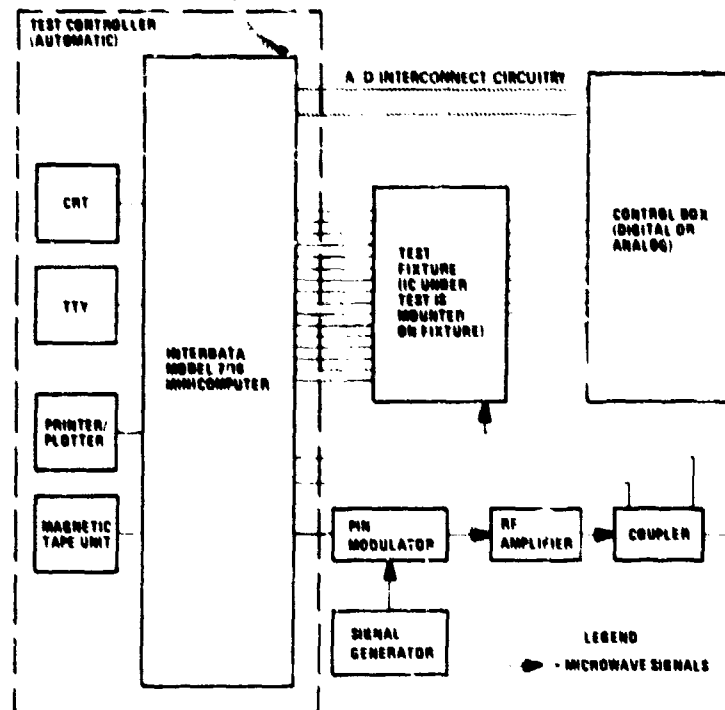 TEST CONTROLLER
(AUTOMATIC)
A D INTERCONNECT CIRCUITRY
CRT
TTY
PRINTER/
PLOTTER
MAGNETIC
TAPE UNIT
INTERDATA
MODEL 7/16
MINICOMPUTER
TEST
FIXTURE
(IC UNDER
TEST IS
MOUNTED
ON FIXTURE)
CONTROL BOX
(DIGITAL OR
ANALOG)
PIN
MODULATOR
RF
AMPLIFIER
COUPLER
SIGNAL
GENERATOR
LEGEND
- MICROWAVE SIGNALS